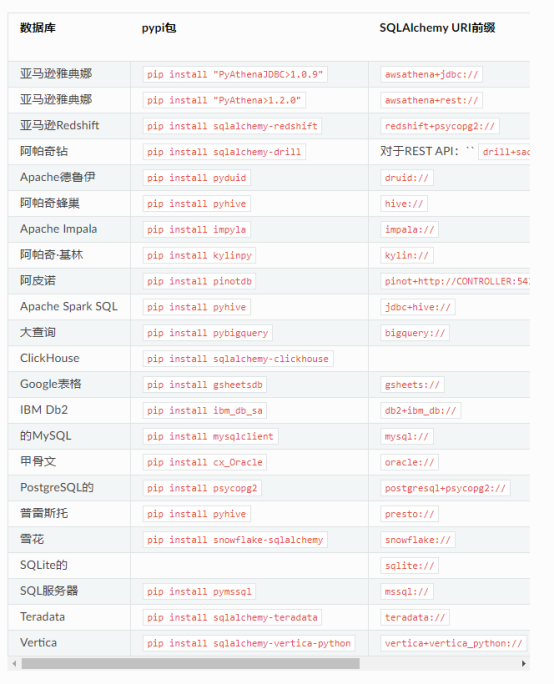 数据库 pypi包 SQLAlchemy URI前缀
亚马逊雅典娜 pip install "PyAthenaJDBC>1.0.9" awsathena+jdbc://
亚马逊雅典娜 pip install "PyAthena>1.2.0" awsathena+rest://
亚马逊Redshift pip install sqlalchemy-redshift redshift+psycopg2://
阿帕奇钻 pip install sqlalchemy-drill 对于REST API：`` drill+sad
Apache德鲁伊 pip install pyduid druid://
阿帕奇蜂巢 pip install pyhive hive://
Apache Impala pip install impyla impala://
阿帕奇·基林 pip install kylinpy kylin://
阿皮诺 pip install pinotdb pinot+http://CONTROLLER:543
Apache Spark SQL pip install pyhive jdbc+hive://
大查询 pip install pybigquery bigquery://
ClickHouse pip install sqlalchemy-clickhouse
Google表格 pip install gsheetsdb gsheets://
IBM Db2 pip install ibm_db_sa db2+ibm_db://
的MySQL pip install mysqlclient mysql://
甲骨文 pip install cx_Oracle oracle://
PostgreSQL的 pip install psycopg2 postgresql+psycopg2://
普雷斯托 pip install pyhive presto://
雪花 pip install snowflake-sqlalchemy snowflake://
SQLite的 sqlite://
SQL服务器 pip install pymssql mssql://
Teradata pip install sqlalchemy-teradata teradata://
Vertica pip install sqlalchemy-vertica-python vertica+vertica_python://